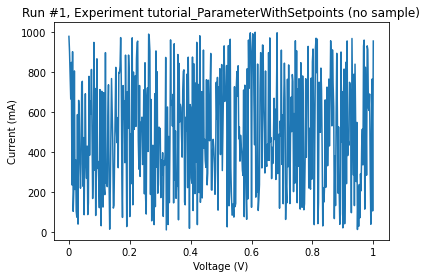 Run #1, Experiment tutorial_ParameterWithSetpoints (no sample)
1000
800
600
400
200
0
Current (mA)
0 0.2 0.4 0.6 0.8 1
Voltage (V)